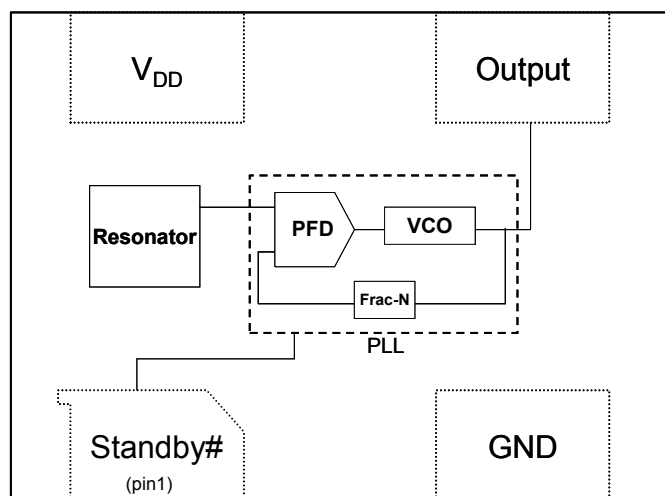 VDD
Output
Resonator
PFD
VCO
Frac-N
PLL
Standby#
(pin1)
GND